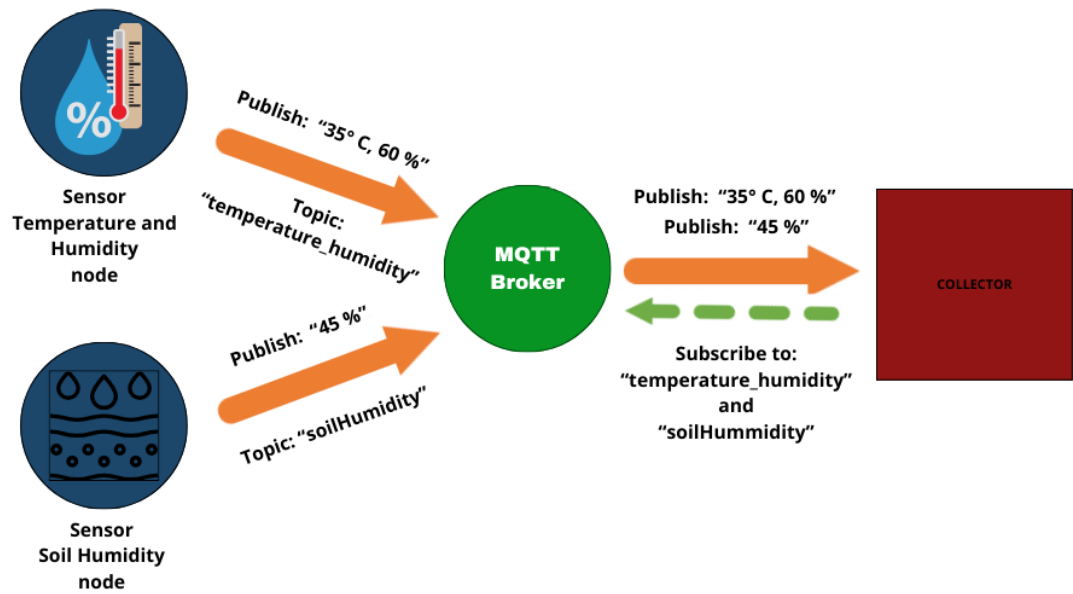 %
Sensor
Temperature and
Humidity
node
Publish:  “35° C, 60 %”
Topic:
“temperature_humidity”
Sensor
Soil Humidity
node
Publish:  “45 %”
Topic: “soilHumidity”
MQTT
Broker
Publish:  “35° C, 60 %”
Publish:  “45 %”
Subscribe to:
“temperature_humidity”
and
“soilHummidity”
COLLECTOR